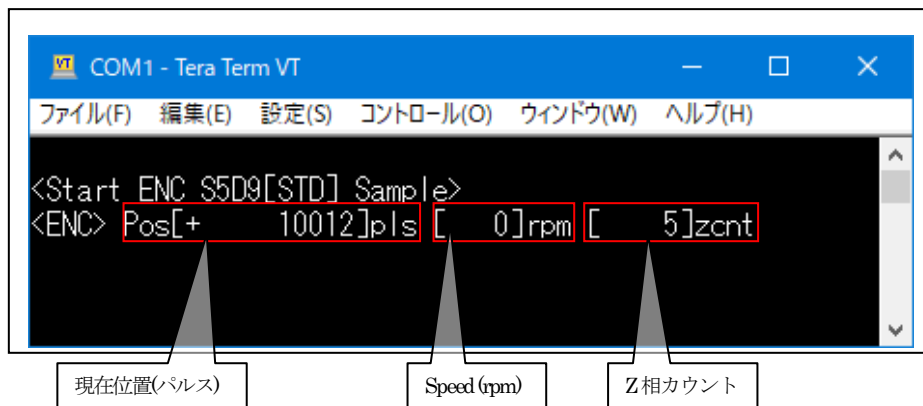 COM1 - Tera Term VT
ファイル(F) 編集(E) 設定(S) コントロール(O) ウィンドウ(W) ヘルプ(H)
<Start ENC S5D9[STD] Sample>
<ENC> Pos[+      10012]pls [    0]rpm [    5]zcnt
現在位置(パルス) Speed (rpm) Z相カウント